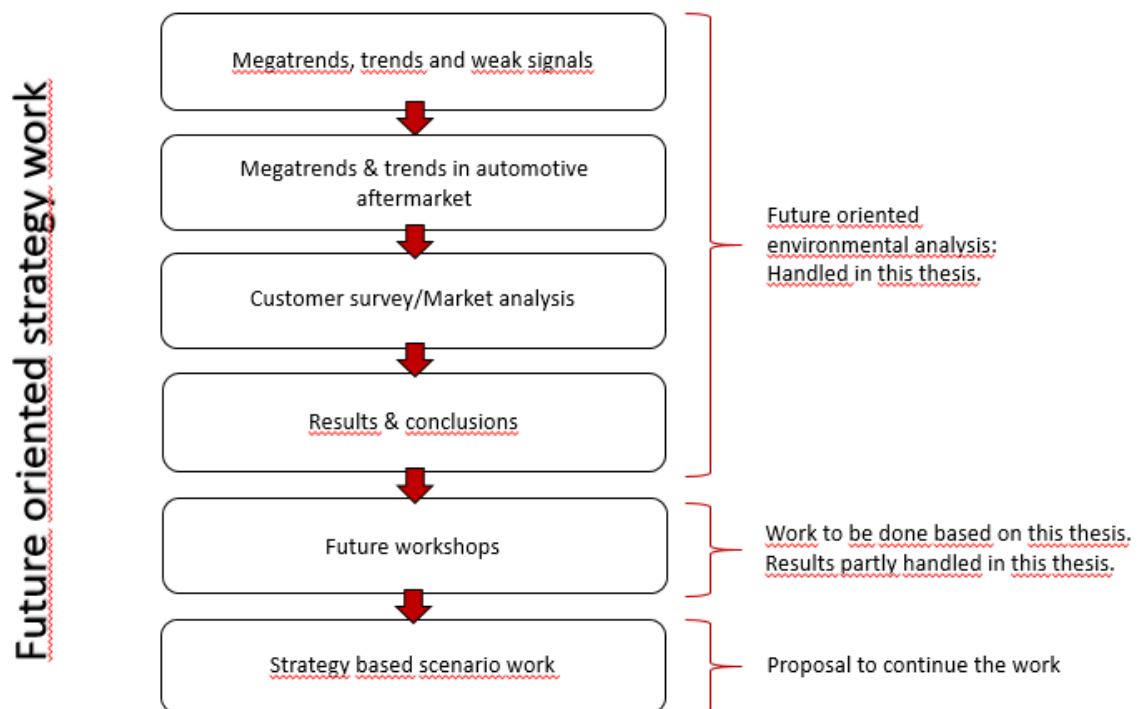 Future oriented strategy work
Megatrends, trends and weak signals
Megatrends & trends in automotive
aftermarket
Customer survey/Market analysis
Results & conclusions
Future oriented
environmental analysis:
Handled in this thesis.
Future workshops
Work to be done based on this thesis.
Results partly handled in this thesis.
Strategy based scenario work
Proposal to continue the work